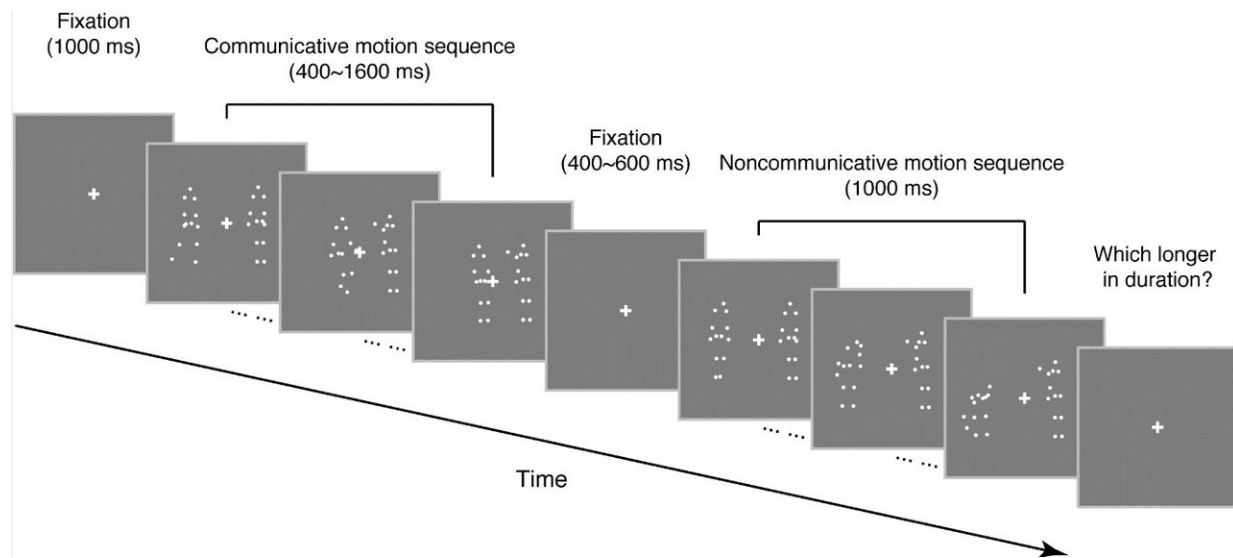 Fixation
(1000 ms)
Communicative motion sequence
(400~1600 ms)
Fixation
(400~600 ms)
Noncommunicative motion sequence
(1000 ms)
Which longer
in duration?
Time